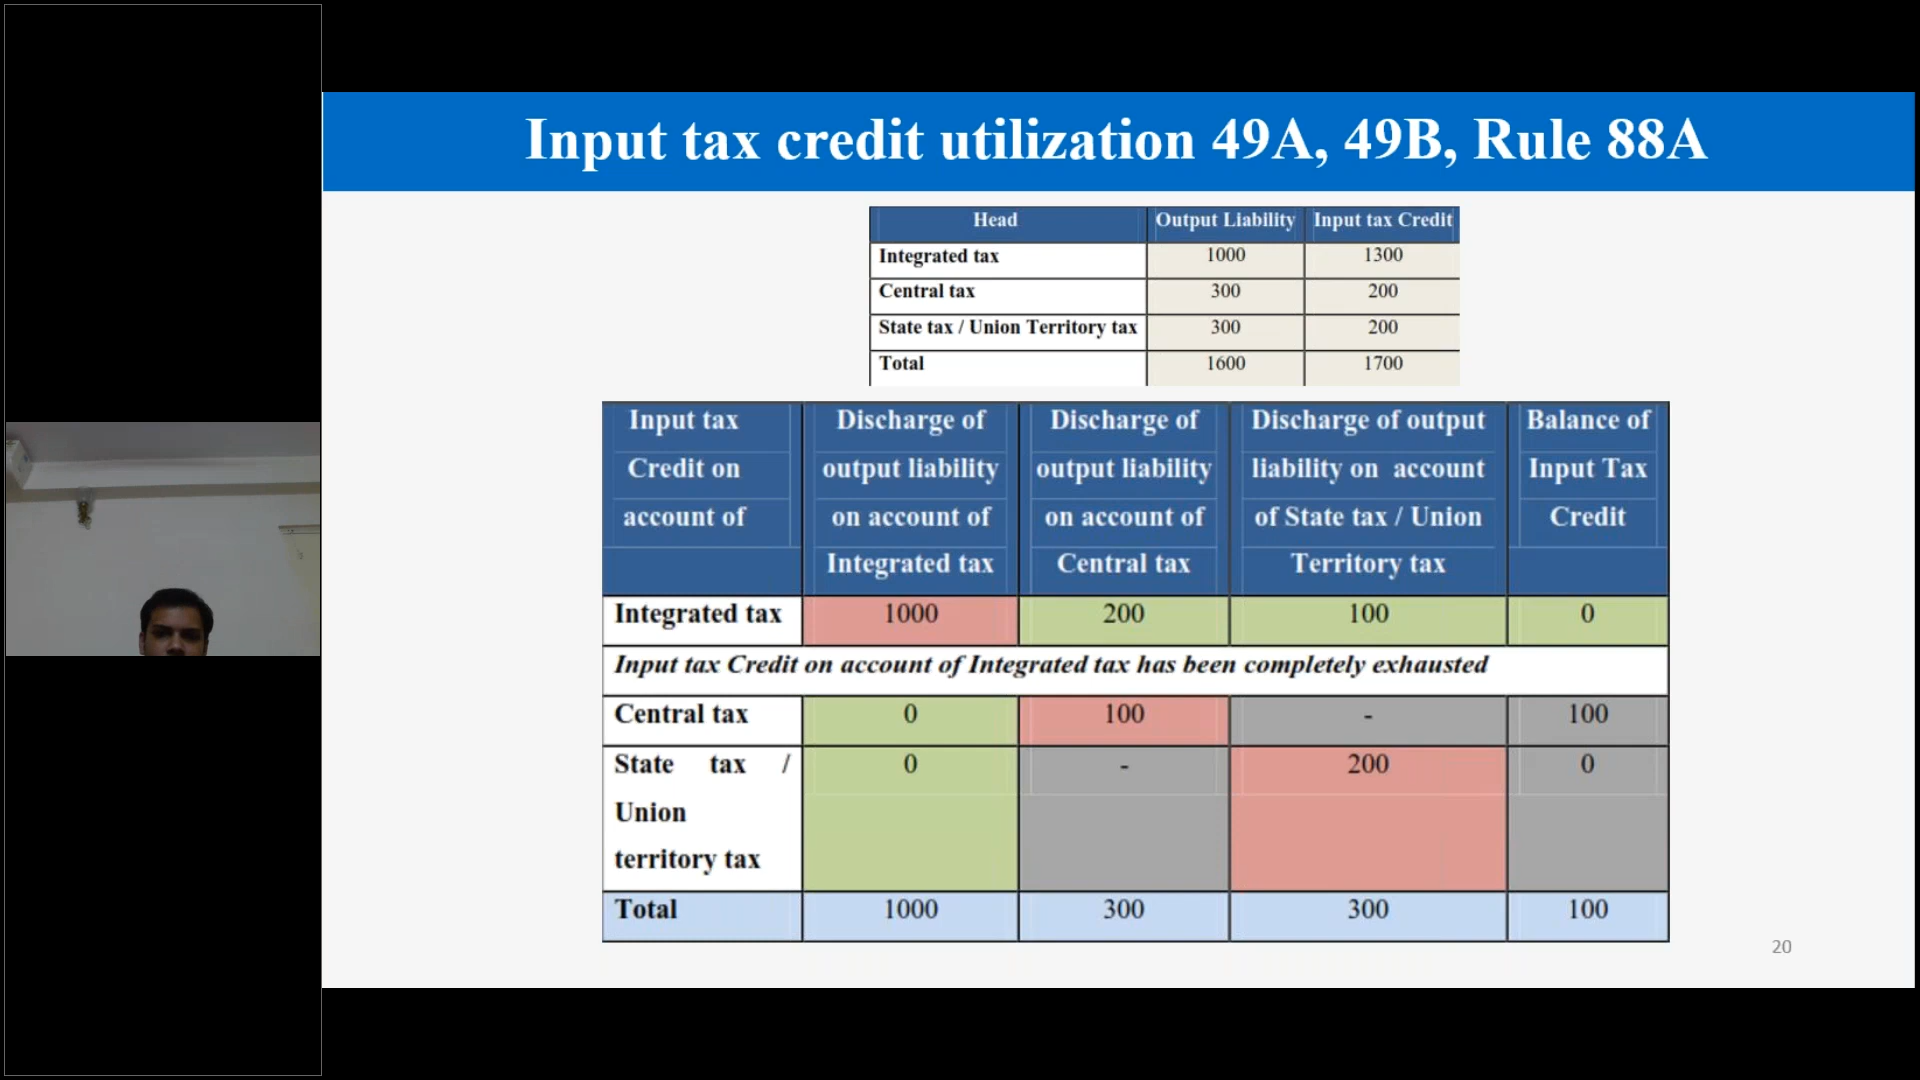 Input tax credit utilization 49A, 49B, Rule 88A
Head Output Liability Input tax Credit
Integrated tax 1000 1300
Central tax 300 200
State tax / Union Territory tax 300 200
Total 1600 1700
Input tax Discharge of Discharge of Discharge of output Balance of
Credit on output liability output liability liability on account Input Tax
account of on account of on account of of State tax / Union Credit
Integrated tax Central tax Territory tax
Integrated tax 1000 200 100 0
Input tax Credit on account of Integrated tax has been completely exhausted
Central tax 0 100 - 100
State tax / 0 - 200 0
Union
territory tax
Total 1000 300 300 100
20